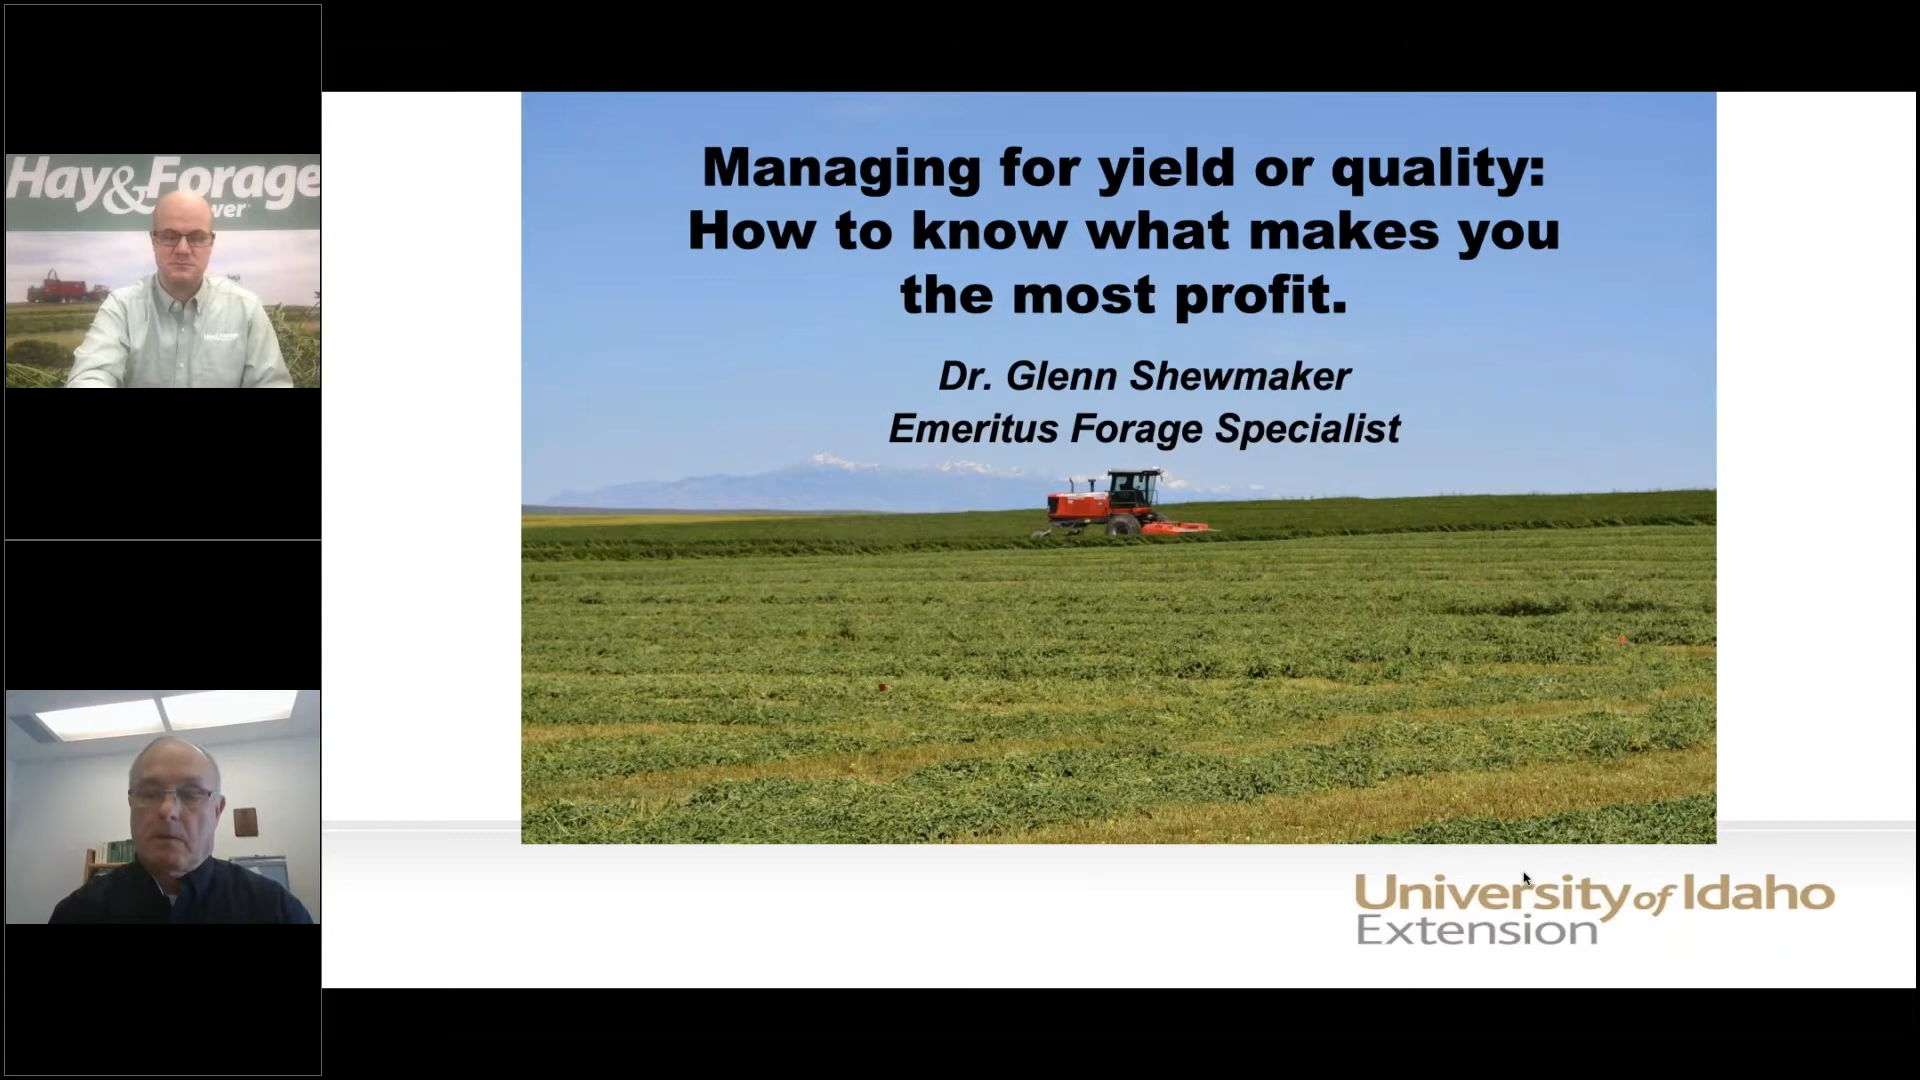 Hay&Forage
wer
Managing for yield or quality:
How to know what makes you
the most profit.
Dr. Glenn Shewmaker
Emeritus Forage Specialist
University of Idaho
Extension